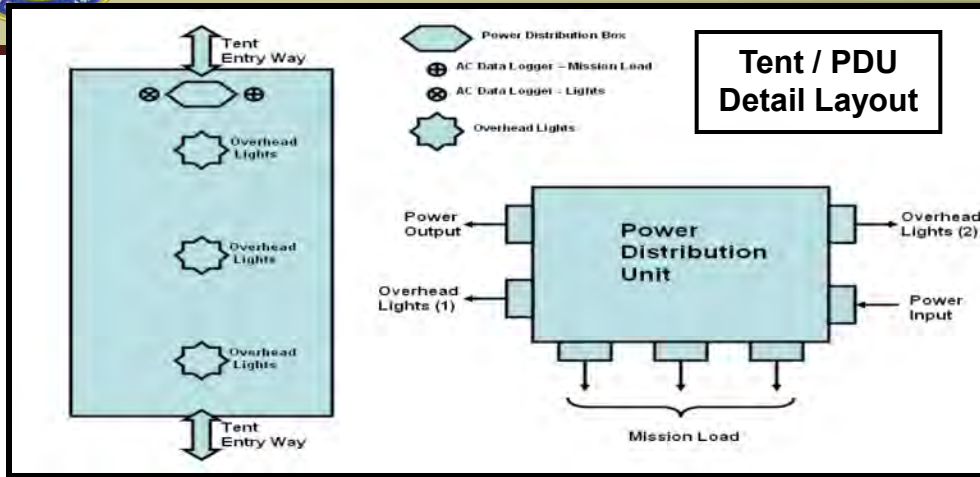 Tent
Entry Way
Overhead
Lights
Overhead
Lights
Overhead
Lights
Tent
Entry Way
Power Distribution Box
AC Data Logger – Mission Load
AC Data Logger – Lights
Overhead Lights
Tent / PDU
Detail Layout
Power
Output
Overhead
Lights (1)
Power
Distribution
Unit
Overhead
Lights (2)
Power
Input
Mission Load